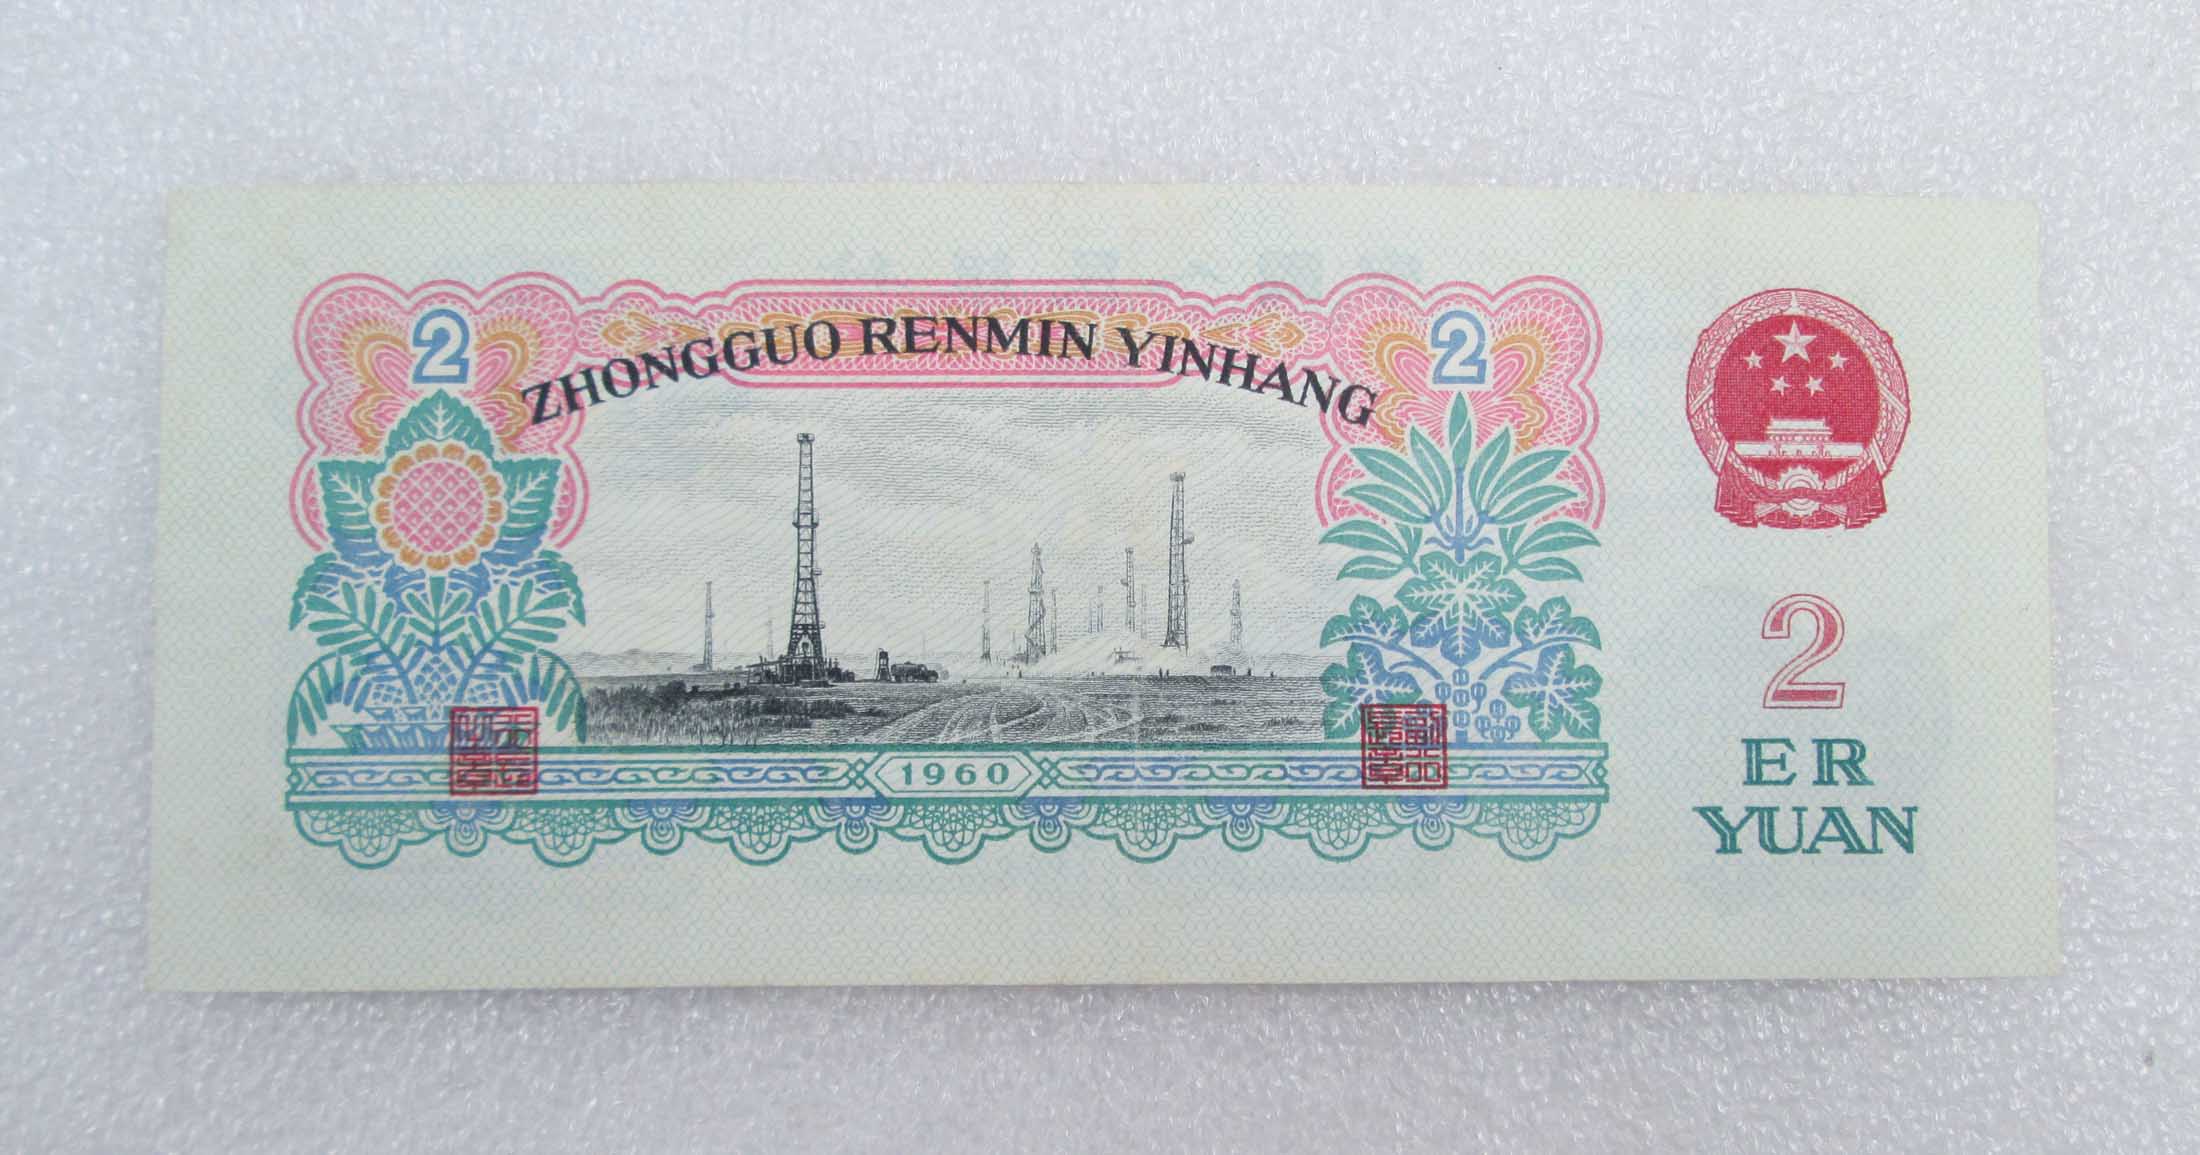 2
2
ZHONGGUO RENMIN YINHANG
2
ER
YUAN
1960